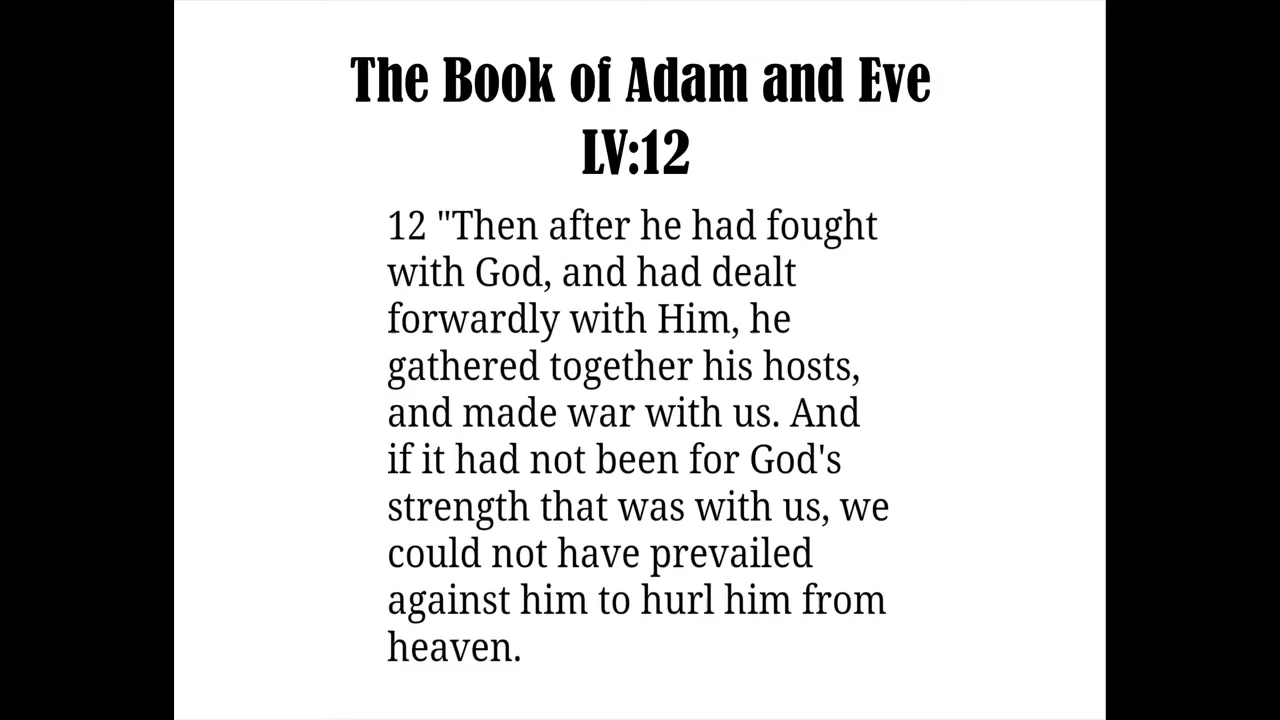 The Book of Adam and Eve
LV:12
12 "Then after he had fought
with God, and had dealt
forwardly with Him, he
gathered together his hosts,
and made war with us. And
if it had not been for God's
strength that was with us, we
could not have prevailed
against him to hurl him from
heaven.